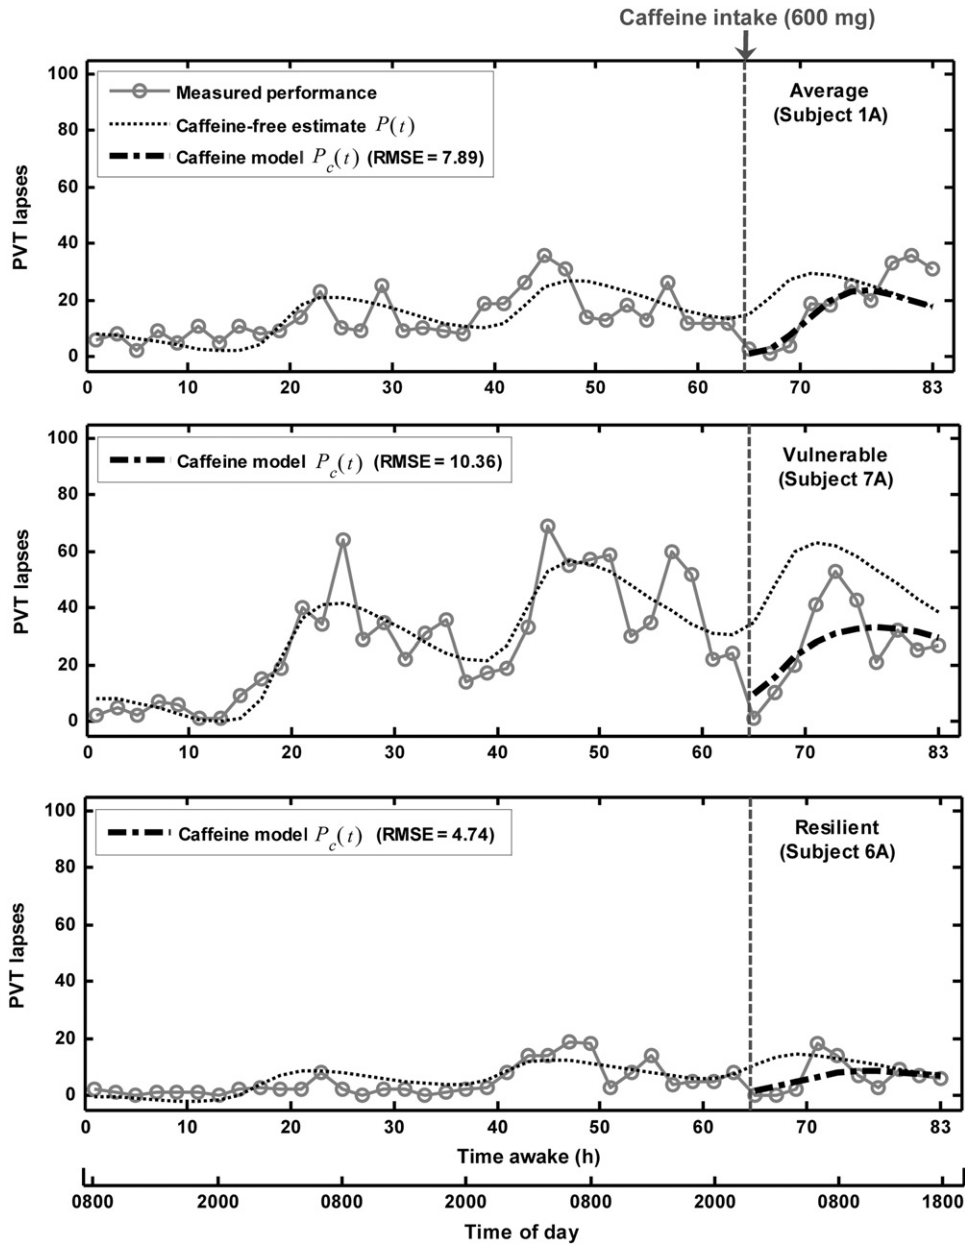 Caffeine intake (600 mg)
100
80
60
40
20
0
PVT lapses
Measured performance
Caffeine-free estimate P(t)
Caffeine model P_c(t) (RMSE = 7.89)
Average
(Subject 1A)
0 10 20 30 40 50 60 70 83
100
80
60
40
20
0
PVT lapses
Caffeine model P_c(t) (RMSE = 10.36)
Vulnerable
(Subject 7A)
0 10 20 30 40 50 60 70 83
100
80
60
40
20
0
PVT lapses
Caffeine model P_c(t) (RMSE = 4.74)
Resilient
(Subject 6A)
0 10 20 30 40 50 60 70 83
Time awake (h)
0800 2000 0800 2000 0800 2000 0800 1800
Time of day